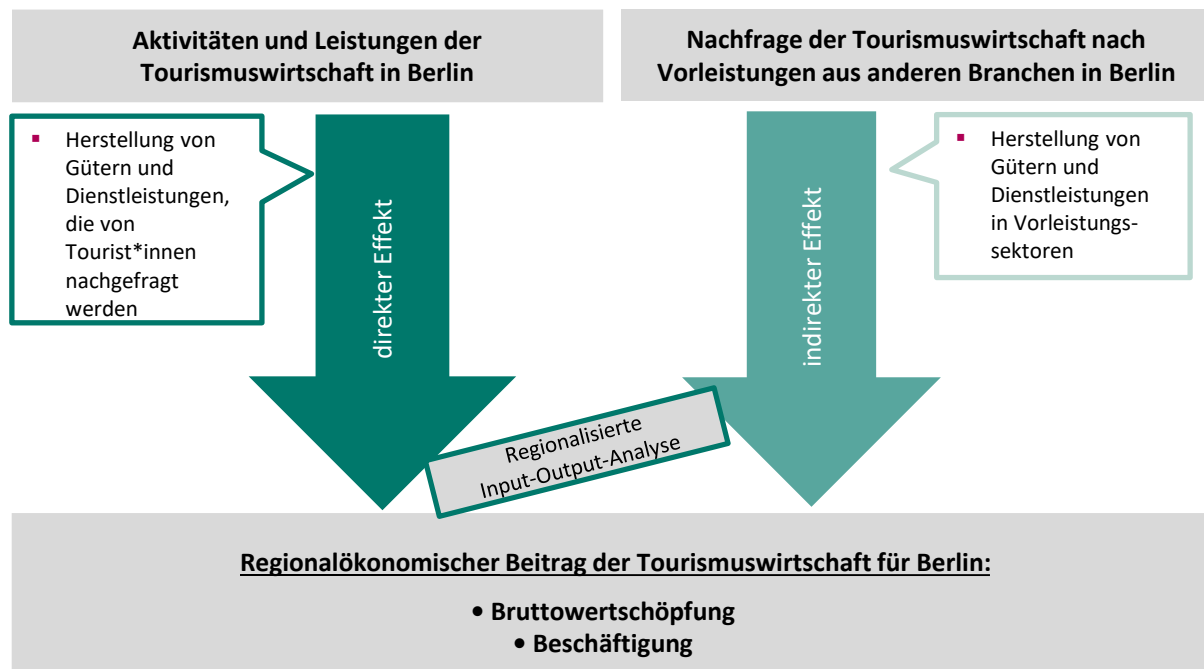 Aktivitäten und Leistungen der
Tourismuswirtschaft in Berlin
Nachfrage der Tourismuswirtschaft nach
Vorleistungen aus anderen Branchen in Berlin
▪ Herstellung von
Gütern und
Dienstleistungen,
die von
Tourist*innen
nachgefragt
werden
direkter Effekt
indirekter Effekt
▪ Herstellung von
Gütern und
Dienstleistungen
in Vorleistungs-
sektoren
Regionalisierte
Input-Output-Analyse
Regionalökonomischer Beitrag der Tourismuswirtschaft für Berlin:
• Bruttowertschöpfung
• Beschäftigung